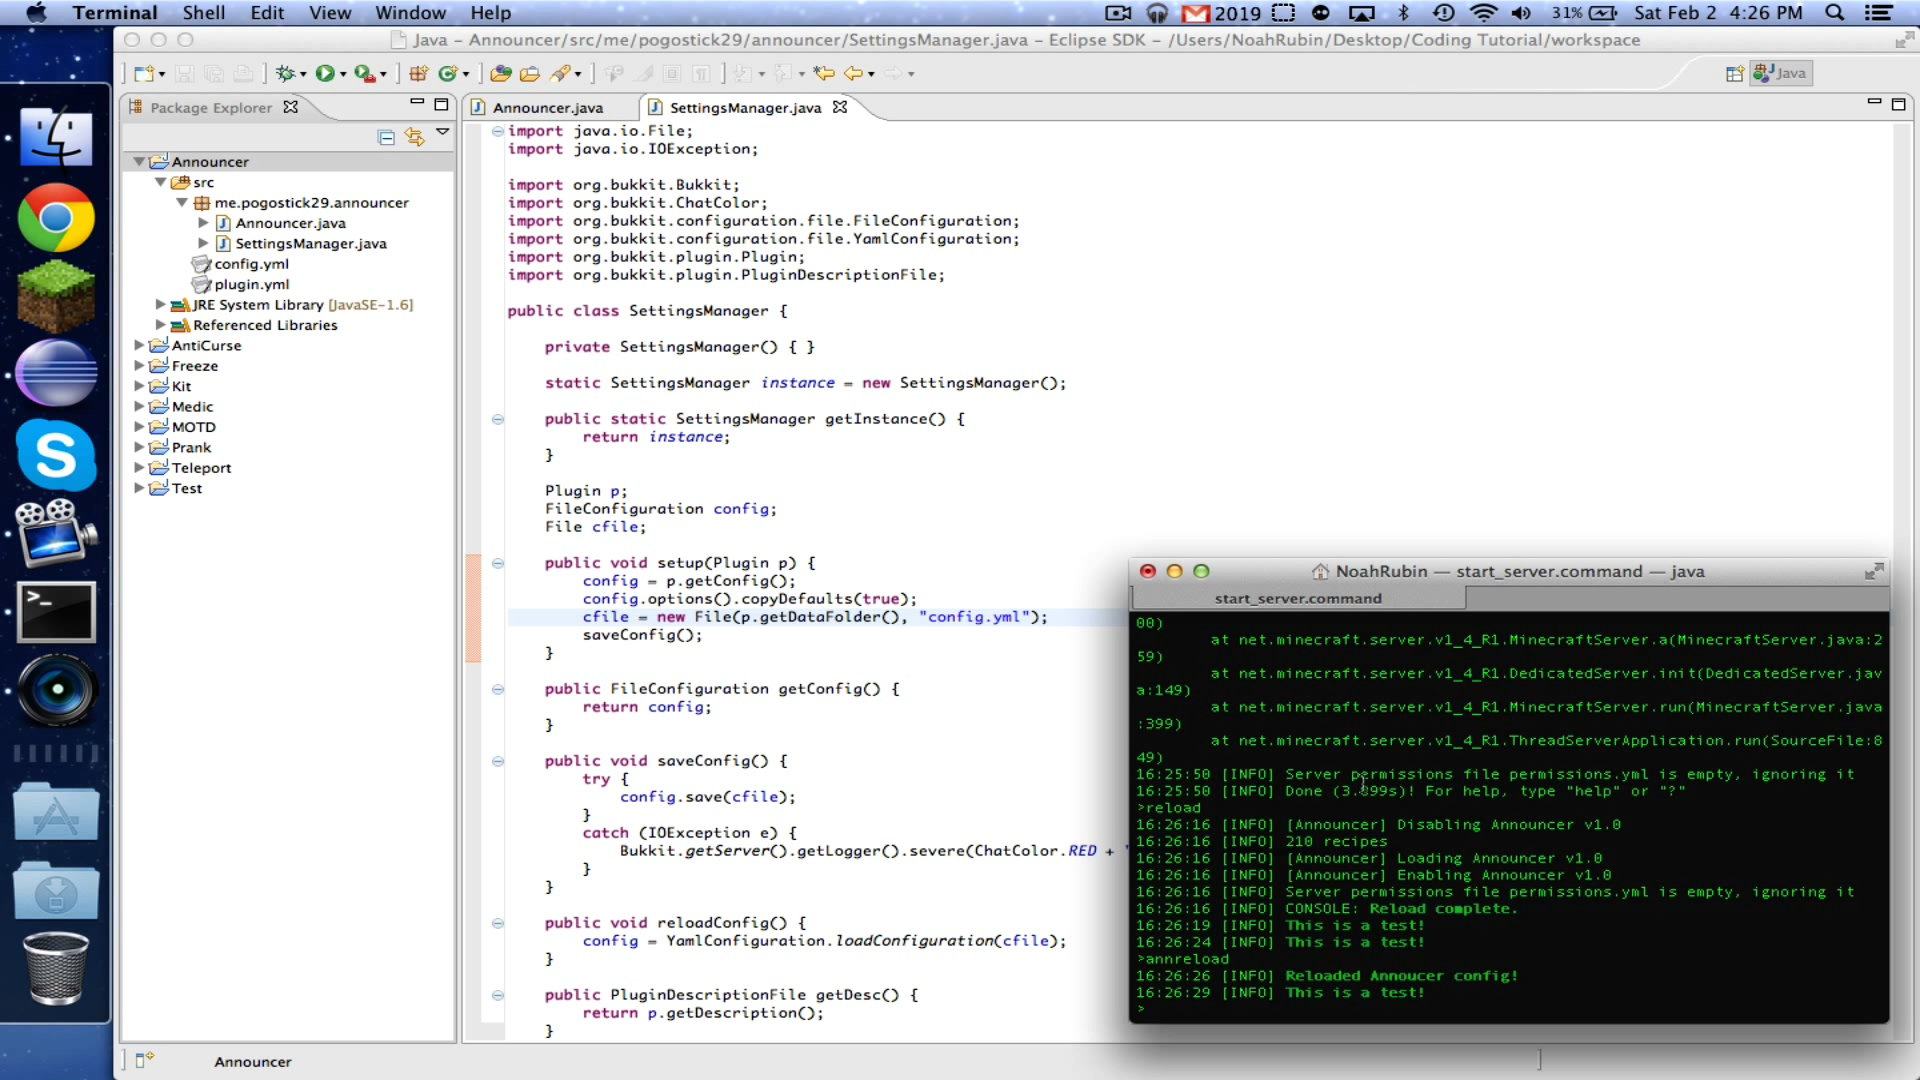 Terminal Shell Edit View Window Help 2019 31% Sat Feb 2 4:26 PM
Java – Announcer/src/me/pogostick29/announcer/SettingsManager.java – Eclipse SDK – /Users/NoahRubin/Desktop/Coding Tutorial/workspace
Java
Package Explorer
Announcer
src
me.pogostick29.announcer
Announcer.java
SettingsManager.java
config.yml
plugin.yml
JRE System Library [JavaSE-1.6]
Referenced Libraries
AntiCurse
Freeze
Kit
Medic
MOTD
Prank
Teleport
Test
Announcer.java SettingsManager.java
import java.io.File;
import java.io.IOException;
import org.bukkit.Bukkit;
import org.bukkit.ChatColor;
import org.bukkit.configuration.file.FileConfiguration;
import org.bukkit.configuration.file.YamlConfiguration;
import org.bukkit.plugin.Plugin;
import org.bukkit.plugin.PluginDescriptionFile;
public class SettingsManager {
private SettingsManager() { }
static SettingsManager instance = new SettingsManager();
public static SettingsManager getInstance() {
return instance;
}
Plugin p;
FileConfiguration config;
File cfile;
public void setup(Plugin p) {
config = p.getConfig();
config.options().copyDefaults(true);
cfile = new File(p.getDataFolder(), "config.yml");
saveConfig();
}
public FileConfiguration getConfig() {
return config;
}
public void saveConfig() {
try {
config.save(cfile);
}
catch (IOException e) {
Bukkit.getServer().getLogger().severe(ChatColor.RED + "
}
}
public void reloadConfig() {
config = YamlConfiguration.loadConfiguration(cfile);
}
public PluginDescriptionFile getDesc() {
return p.getDescription();
}
NoahRubin — start_server.command — java
start_server.command
00)
at net.minecraft.server.v1_4_R1.MinecraftServer.a(MinecraftServer.java:2
59)
at net.minecraft.server.v1_4_R1.DedicatedServer.init(DedicatedServer.jav
a:149)
at net.minecraft.server.v1_4_R1.MinecraftServer.run(MinecraftServer.java
:399)
at net.minecraft.server.v1_4_R1.ThreadServerApplication.run(SourceFile:8
49)
16:25:50 [INFO] Server permissions file permissions.yml is empty, ignoring it
16:25:50 [INFO] Done (3.899s)! For help, type "help" or "?"
>reload
16:26:16 [INFO] [Announcer] Disabling Announcer v1.0
16:26:16 [INFO] 210 recipes
16:26:16 [INFO] [Announcer] Loading Announcer v1.0
16:26:16 [INFO] [Announcer] Enabling Announcer v1.0
16:26:16 [INFO] Server permissions file permissions.yml is empty, ignoring it
16:26:16 [INFO] CONSOLE: Reload complete.
16:26:19 [INFO] This is a test!
16:26:24 [INFO] This is a test!
>annreload
16:26:26 [INFO] Reloaded Annoucer config!
16:26:29 [INFO] This is a test!
>
Announcer